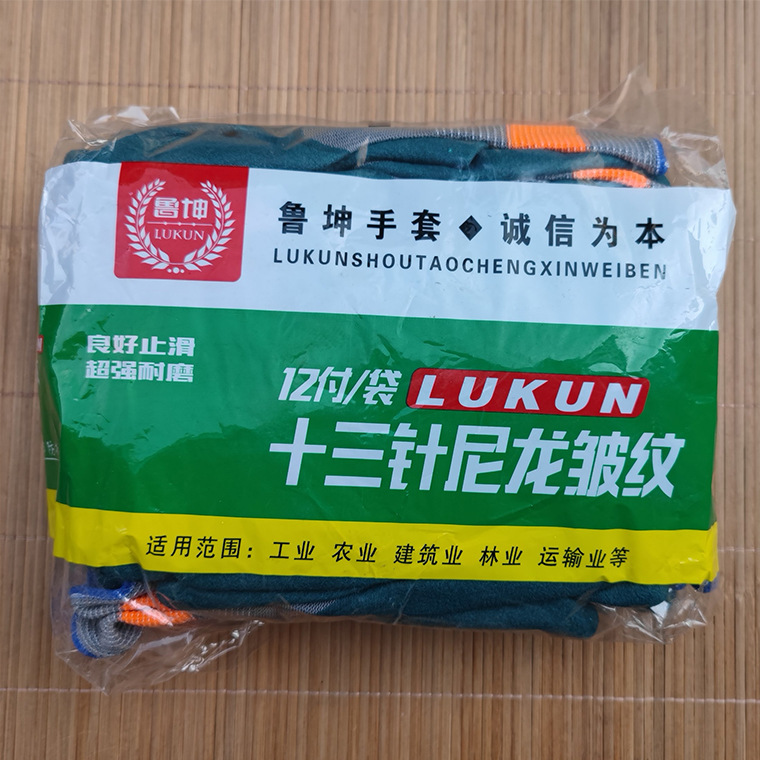 鲁坤
LUKUN
鲁坤手套◆诚信为本
LUKUNSHOUTAOCHENGXINWEIBEN
良好止滑
超强耐磨
12付/袋 LUKUN
十三针尼龙皱纹
适用范围：工业 农业 建筑业 林业 运输业等